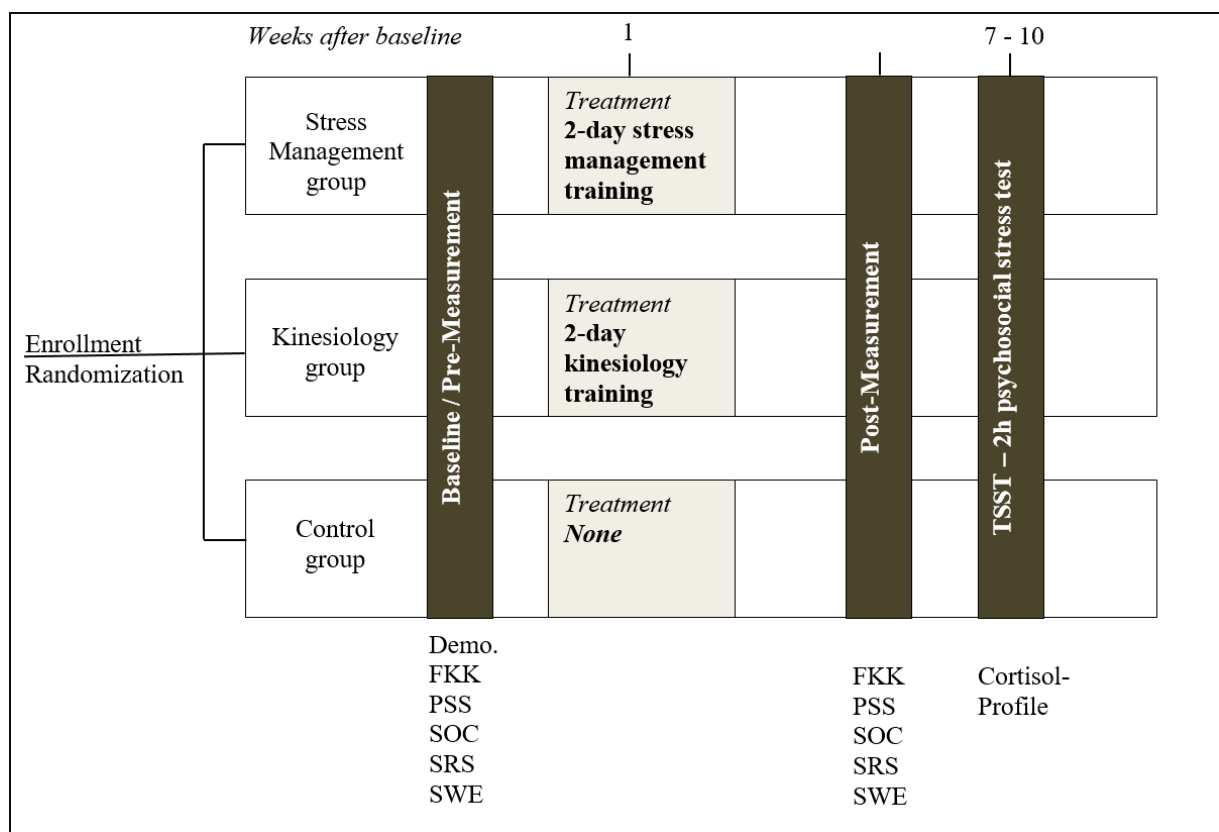 Weeks after baseline
1
7 - 10
Enrollment
Randomization
Stress
Management
group
Kinesiology
group
Control
group
Baseline / Pre-Measurement
Treatment
2-day stress
management
training
Treatment
2-day
kinesiology
training
Treatment
None
Post-Measurement
TSST – 2h psychosocial stress test
Demo.
FKK
PSS
SOC
SRS
SWE
FKK
PSS
SOC
SRS
SWE
Cortisol-
Profile